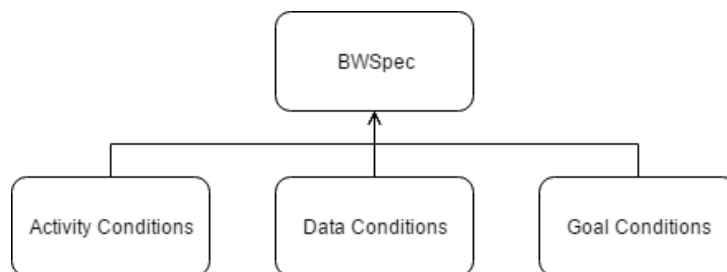 BWSpec
Activity Conditions
Data Conditions
Goal Conditions